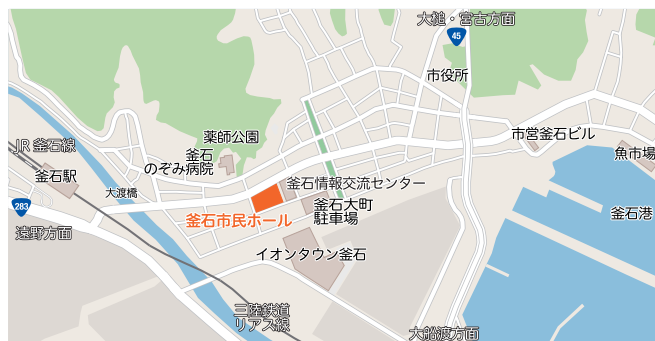 大槌・宮古方面
45
市役所
市営釜石ビル
魚市場
薬師公園
JR 釜石線
釜石
のぞみ病院
釜石駅
大渡橋
釜石情報交流センター
釜石大町
駐車場
釜石港
283
釜石市民ホール
遠野方面
イオンタウン釜石
三陸鉄道
リアス線
大船渡方面